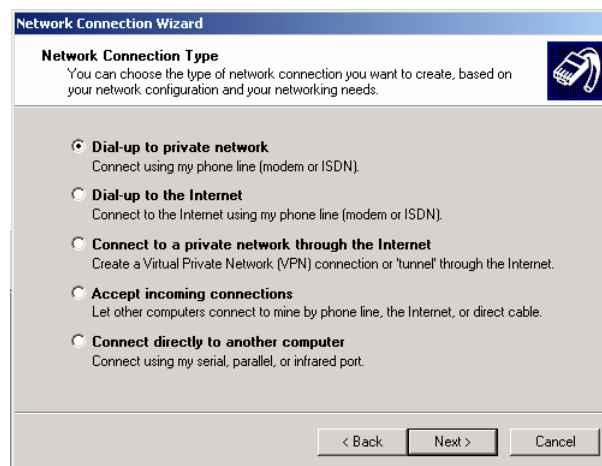 Network Connection Wizard
Network Connection Type
You can choose the type of network connection you want to create, based on
your network configuration and your networking needs.
Dial-up to private network
Connect using my phone line (modem or ISDN).
Dial-up to the Internet
Connect to the Internet using my phone line (modem or ISDN).
Connect to a private network through the Internet
Create a Virtual Private Network (VPN) connection or 'tunnel' through the Internet.
Accept incoming connections
Let other computers connect to mine by phone line, the Internet, or direct cable.
Connect directly to another computer
Connect using my serial, parallel, or infrared port.
< Back Next > Cancel